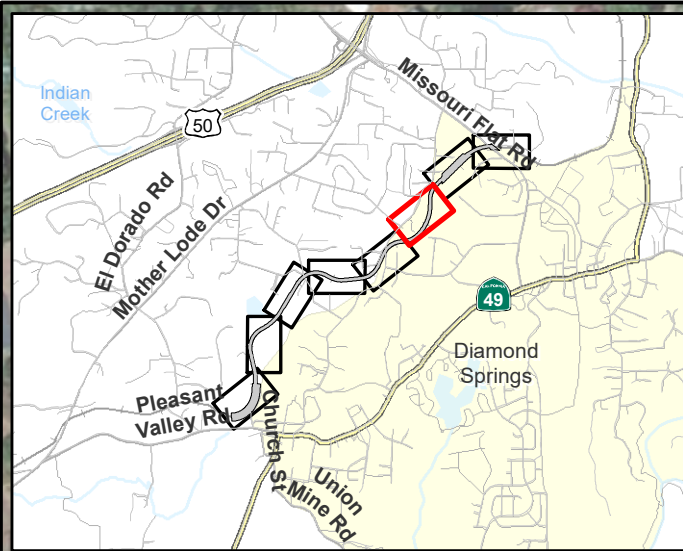 Indian
Creek
50
Missouri Flat Rd
El Dorado Rd
Mother Lode Dr
CALIFORNIA
49
Diamond
Springs
Pleasant
Valley Rd
Church St
Union
Mine Rd